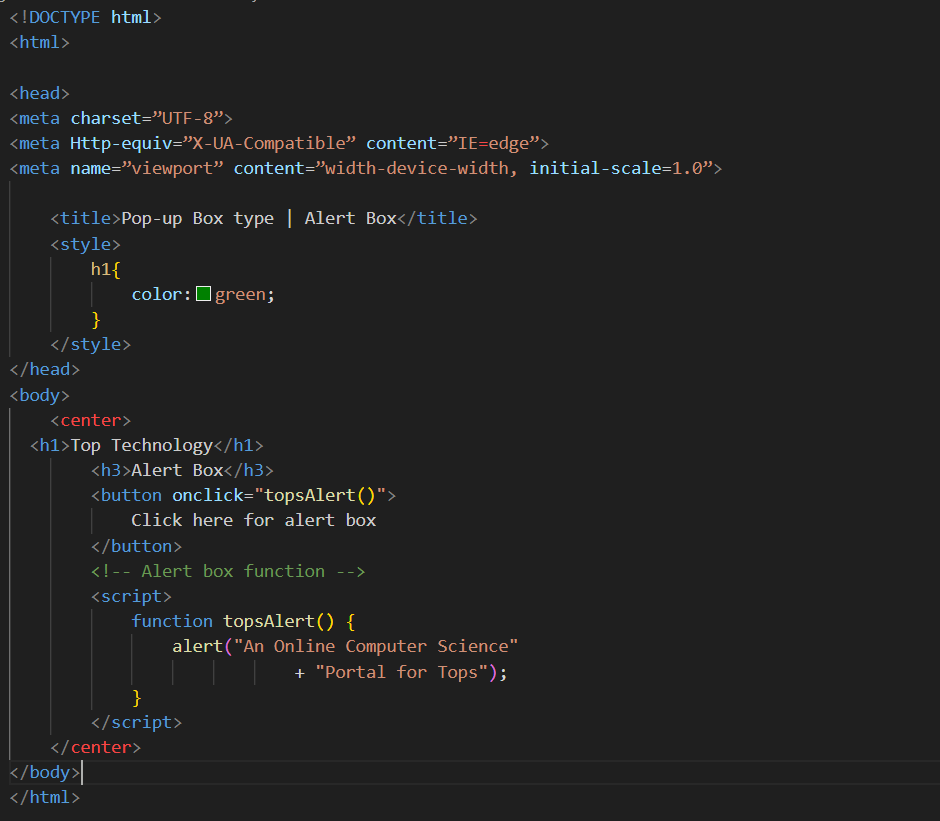 <!DOCTYPE html>
<html>
<head>
<meta charset=”UTF-8”>
<meta Http-equiv=”X-UA-Compatible” content=”IE=edge”>
<meta name=”viewport” content=”width-device-width, initial-scale=1.0”>
<title>Pop-up Box type | Alert Box</title>
<style>
h1{
color:green;
}
</style>
</head>
<body>
<center>
<h1>Top Technology</h1>
<h3>Alert Box</h3>
<button onclick="topsAlert()">
Click here for alert box
</button>
<!-- Alert box function -->
<script>
function topsAlert() {
alert("An Online Computer Science"
+ "Portal for Tops");
}
</script>
</center>
</body>
</html>